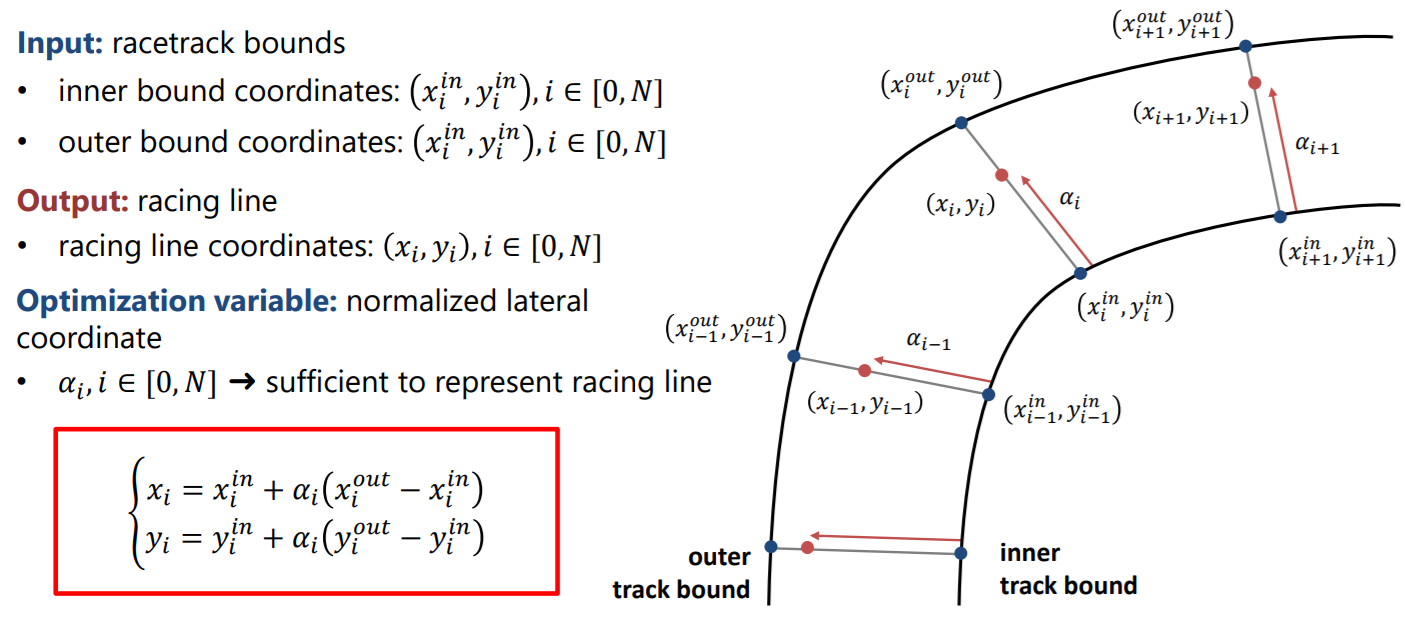 Input: racetrack bounds
• inner bound coordinates: (x_i^{in}, y_i^{in}), i ∈ [0, N]
• outer bound coordinates: (x_i^{in}, y_i^{in}), i ∈ [0, N]
Output: racing line
• racing line coordinates: (x_i, y_i), i ∈ [0, N]
Optimization variable: normalized lateral
coordinate
• α_i, i ∈ [0, N] ➜ sufficient to represent racing line
x_i = x_i^{in} + α_i(x_i^{out} − x_i^{in})
y_i = y_i^{in} + α_i(y_i^{out} − y_i^{in})
(x_{i+1}^{out}, y_{i+1}^{out})
(x_i^{out}, y_i^{out})
(x_{i+1}, y_{i+1})
α_{i+1}
(x_i, y_i)
α_i
(x_{i+1}^{in}, y_{i+1}^{in})
(x_i^{in}, y_i^{in})
(x_{i−1}^{out}, y_{i−1}^{out})
α_{i−1}
(x_{i−1}, y_{i−1})
(x_{i−1}^{in}, y_{i−1}^{in})
outer
track bound
inner
track bound